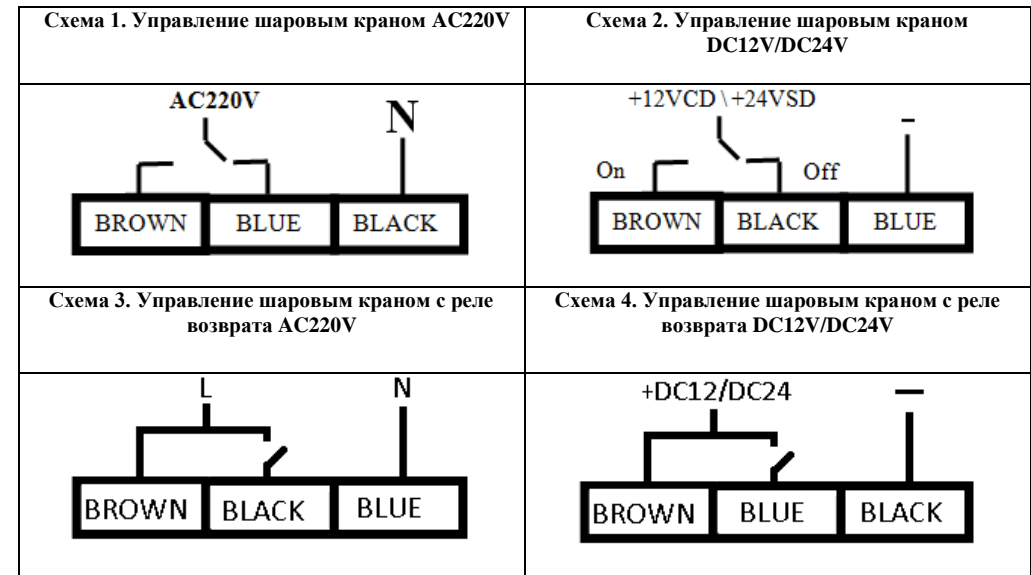 Схема 1. Управление шаровым краном AC220V
Схема 2. Управление шаровым краном
DC12V/DC24V
AC220V
N
BROWN
BLUE
BLACK
+12VCD\+24VSD
–
On
Off
BROWN
BLACK
BLUE
Схема 3. Управление шаровым краном с реле
возврата AC220V
Схема 4. Управление шаровым краном с реле
возврата DC12V/DC24V
L
N
BROWN
BLACK
BLUE
+DC12/DC24
—
BROWN
BLUE
BLACK